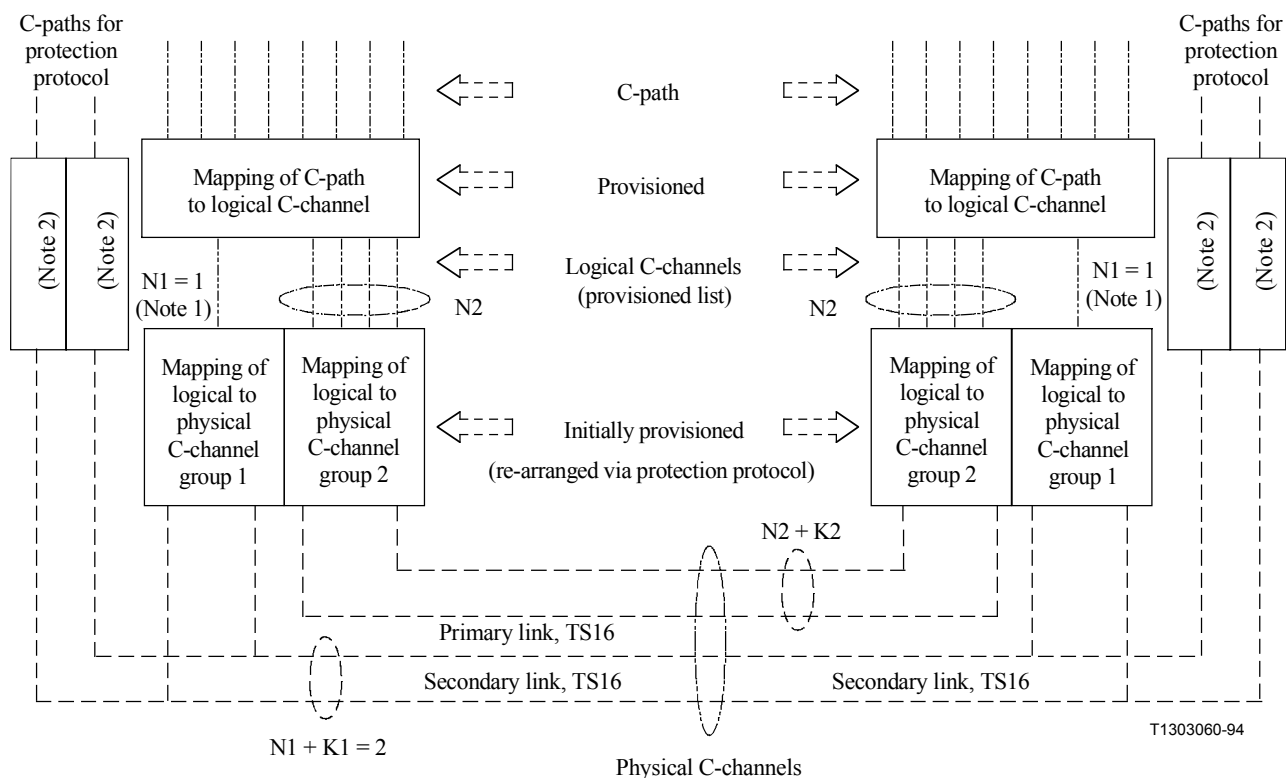 C-paths for
protection
protocol
C-paths for
protection
protocol
C-path
Mapping of C-path
to logical C-channel
Provisioned
Mapping of C-path
to logical C-channel
(Note 2)
(Note 2)
(Note 2)
(Note 2)
N1 = 1
(Note 1)
N2
Logical C-channels
(provisioned list)
N2
N1 = 1
(Note 1)
Mapping of
logical to
physical
C-channel
group 1
Mapping of
logical to
physical
C-channel
group 2
Initially provisioned
(re-arranged via protection protocol)
Mapping of
logical to
physical
C-channel
group 2
Mapping of
logical to
physical
C-channel
group 1
N2 + K2
Primary link, TS16
Secondary link, TS16
Secondary link, TS16
N1 + K1 = 2
T1303060-94
Physical C-channels